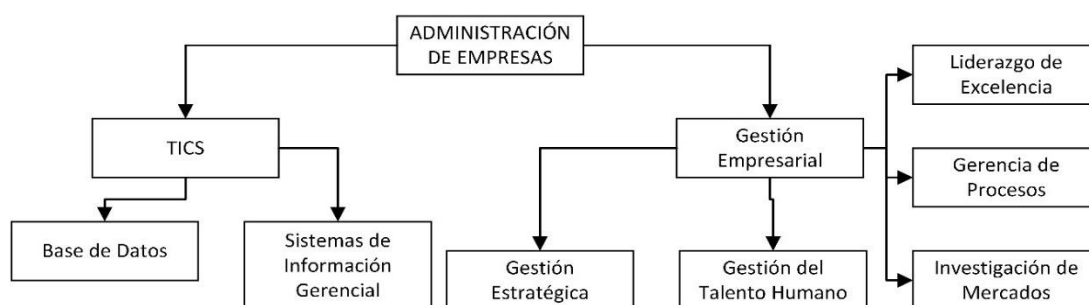 ADMINISTRACIÓN
DE EMPRESAS
TICS
Base de Datos
Sistemas de
Información
Gerencial
Gestión
Empresarial
Gestión
Estratégica
Gestión del
Talento Humano
Liderazgo de
Excelencia
Gerencia de
Procesos
Investigación de
Mercados